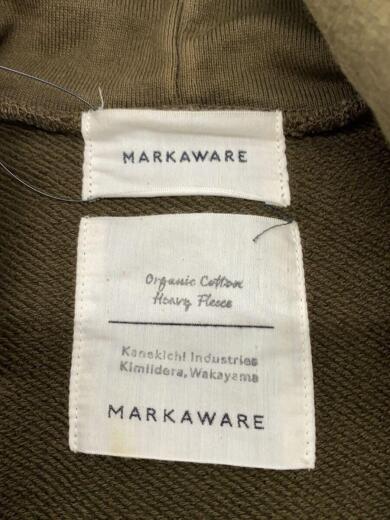 MARKAWARE
Organic Cotton
Heavy Fleece
Kanekichi Industries
Kimiidera, Wakayama
MARKAWARE